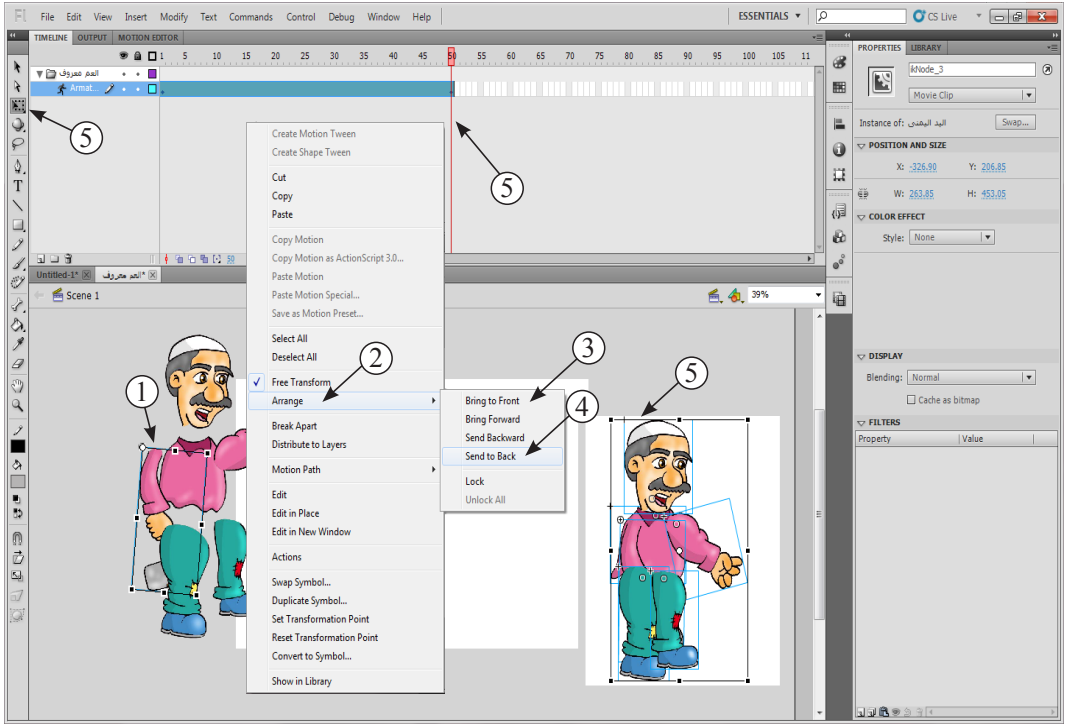 Fl File Edit View Insert Modify Text Commands Control Debug Window Help ESSENTIALS CS Live
TIMELINE OUTPUT MOTION EDITOR
1 5 10 15 20 25 30 35 40 45 50 55 60 65 70 75 80 85 90 95 100 105 11
العم معروف
Armat...
5
5
50
Untitled-1* العم معروف*
Scene 1 39%
Create Motion Tween
Create Shape Tween
Cut
Copy
Paste
Copy Motion
Copy Motion as ActionScript 3.0...
Paste Motion
Paste Motion Special...
Save as Motion Preset...
Select All
Deselect All
Free Transform
Arrange
Break Apart
Distribute to Layers
Motion Path
Edit
Edit in Place
Edit in New Window
Actions
Swap Symbol...
Duplicate Symbol...
Set Transformation Point
Reset Transformation Point
Convert to Symbol...
Show in Library
Bring to Front
Bring Forward
Send Backward
Send to Back
Lock
Unlock All
1
2
3
4
5
PROPERTIES LIBRARY
ikNode_3
Movie Clip
Instance of: اليد اليمنى Swap...
POSITION AND SIZE
X: -326.90 Y: 206.85
W: 263.85 H: 453.05
COLOR EFFECT
Style: None
DISPLAY
Blending: Normal
Cache as bitmap
FILTERS
Property Value